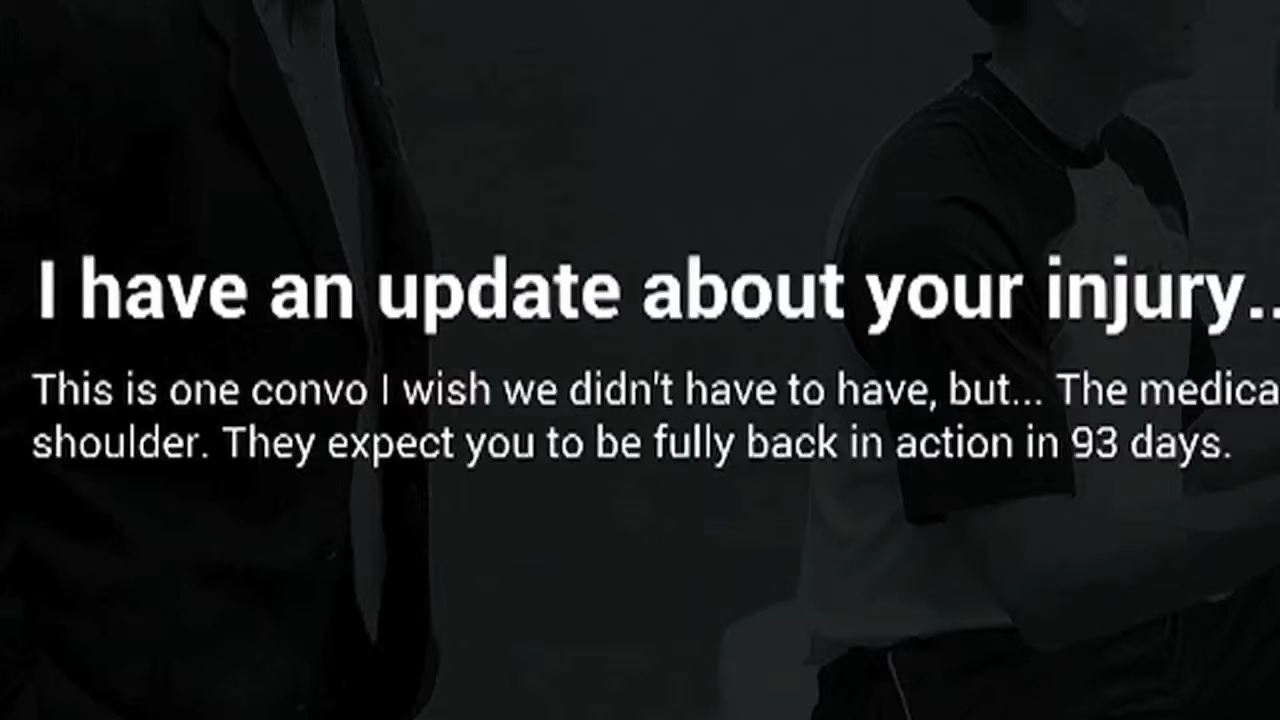 I have an update about your injury..
This is one convo I wish we didn't have to have, but... The medica
shoulder. They expect you to be fully back in action in 93 days.